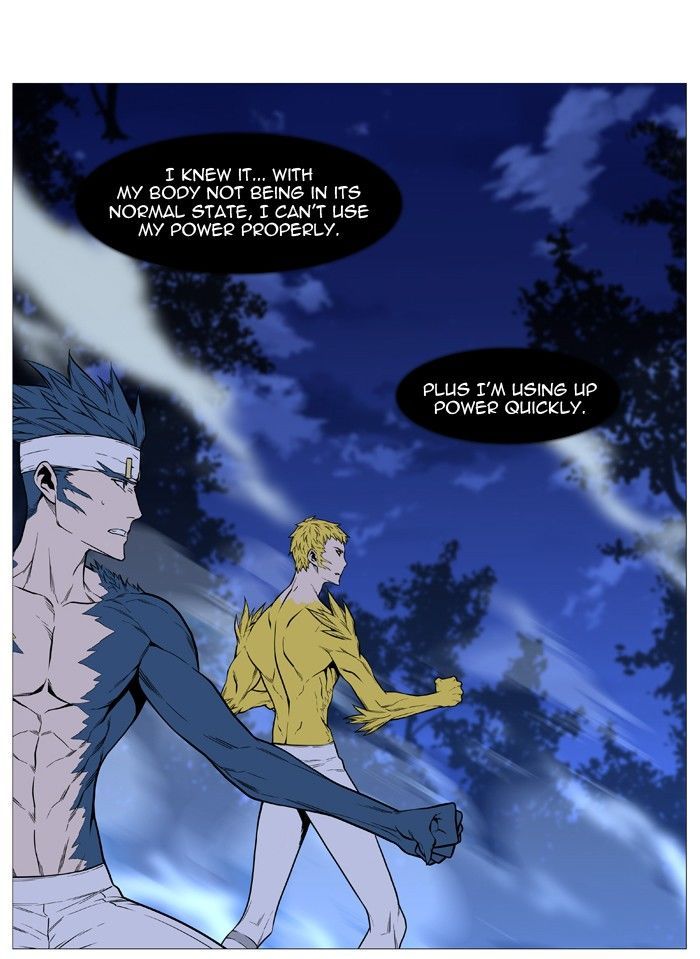 I KNEW IT... WITH
MY BODY NOT BEING IN ITS
NORMAL STATE, I CAN'T USE
MY POWER PROPERLY.
PLUS I'M USING UP
POWER QUICKLY.